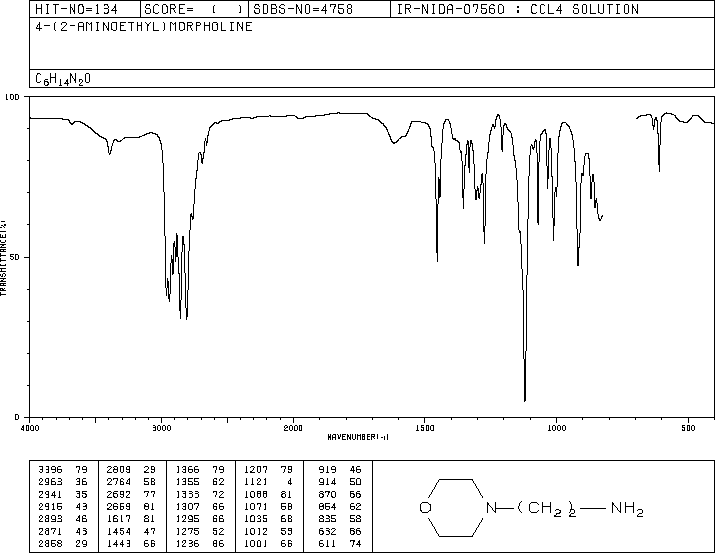 HIT-NO=134 SCORE= ( ) SDBS-NO=4758 IR-NIDA-07560 : CCL4 SOLUTION
4-(2-AMINOETHYL)MORPHOLINE
C6H14N2O
100
50
0
TRANSMITTANCE(%)
4000 3000 2000 1500 1000 500
WAVENUMBER(-1)
3396 79 2809 29 1366 79 1207 79 919 46
2963 36 2764 58 1355 62 1121 4 914 50
2941 35 2692 77 1333 72 1088 81 870 66
2915 43 2659 81 1307 66 1071 58 854 62
2893 46 1617 81 1295 66 1035 68 835 58
2871 43 1454 47 1275 52 1012 53 632 86
2858 29 1443 66 1236 86 1001 68 611 74
O N (CH2)2 NH2